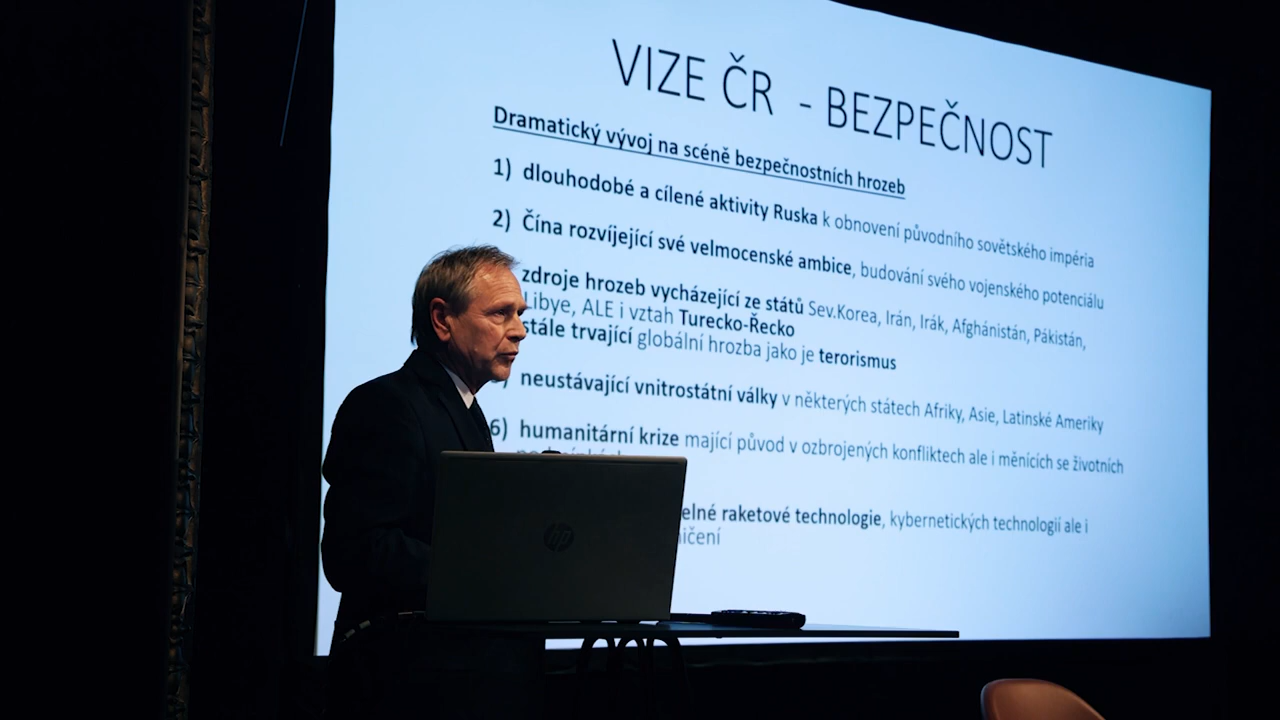 VIZE ČR - BEZPEČNOST
Dramatický vývoj na scéně bezpečnostních hrozeb
1) dlouhodobé a cílené aktivity Ruska k obnovení původního sovětského impéria
2) Čína rozvíjející své velmocenské ambice, budování svého vojenského potenciálu
zdroje hrozeb vycházející ze států Sev.Korea, Irán, Irák, Afghánistán, Pákistán,
Libye, ALE i vztah Turecko-Řecko
stále trvající globální hrozba jako je terorismus
) neustávající vnitrostátní války v některých státech Afriky, Asie, Latinské Ameriky
6) humanitární krize mající původ v ozbrojených konfliktech ale i měnících se životních
elné raketové technologie, kybernetických technologií ale i
ičení
hp